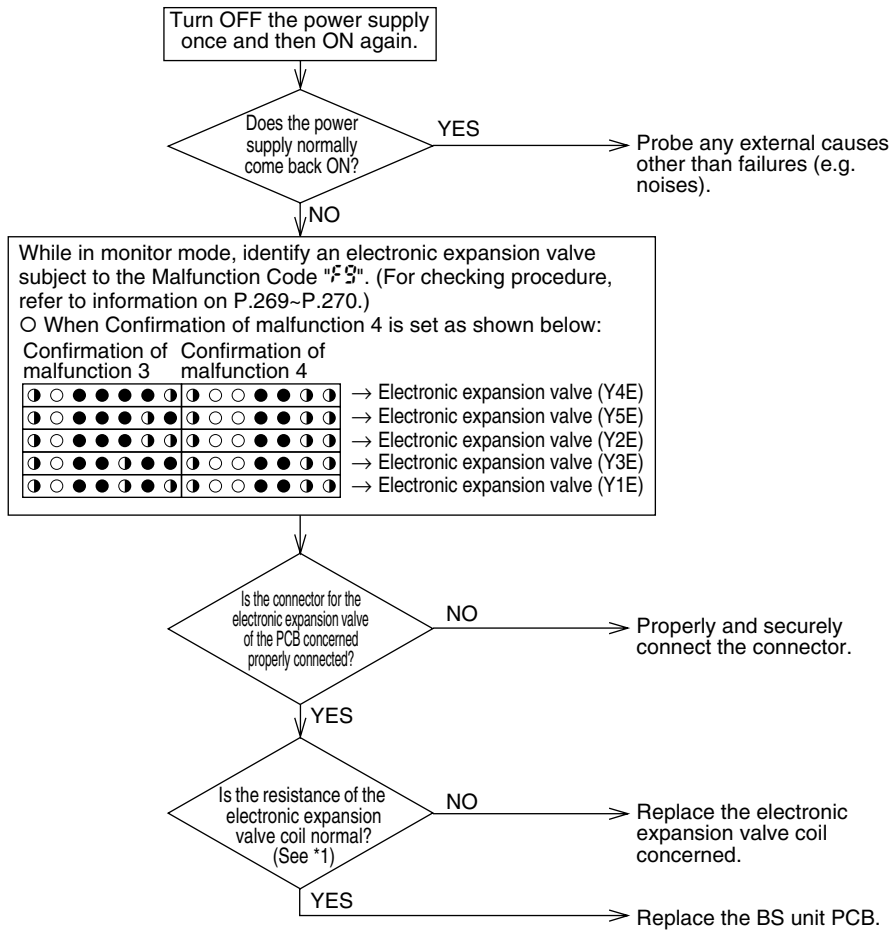 Turn OFF the power supply
once and then ON again.
Does the power
supply normally
come back ON?
YES
Probe any external causes
other than failures (e.g.
noises).
NO
While in monitor mode, identify an electronic expansion valve
subject to the Malfunction Code "F9". (For checking procedure,
refer to information on P.269~P.270.)
○ When Confirmation of malfunction 4 is set as shown below:
Confirmation of malfunction 3
Confirmation of malfunction 4
◑ ○ ● ● ● ● ◑ ◑ ○ ○ ● ● ◑ ◑ → Electronic expansion valve (Y4E)
◑ ○ ● ● ● ◑ ● ◑ ○ ○ ● ● ◑ ◑ → Electronic expansion valve (Y5E)
◑ ○ ● ● ● ◑ ◑ ◑ ○ ○ ● ● ◑ ◑ → Electronic expansion valve (Y2E)
◑ ○ ● ● ◑ ● ● ◑ ○ ○ ● ● ◑ ◑ → Electronic expansion valve (Y3E)
◑ ○ ● ● ◑ ● ◑ ◑ ○ ○ ● ● ◑ ◑ → Electronic expansion valve (Y1E)
Is the connector for the
electronic expansion valve
of the PCB concerned
properly connected?
NO
Properly and securely
connect the connector.
YES
Is the resistance of the
electronic expansion
valve coil normal?
(See *1)
NO
Replace the electronic
expansion valve coil
concerned.
YES
Replace the BS unit PCB.